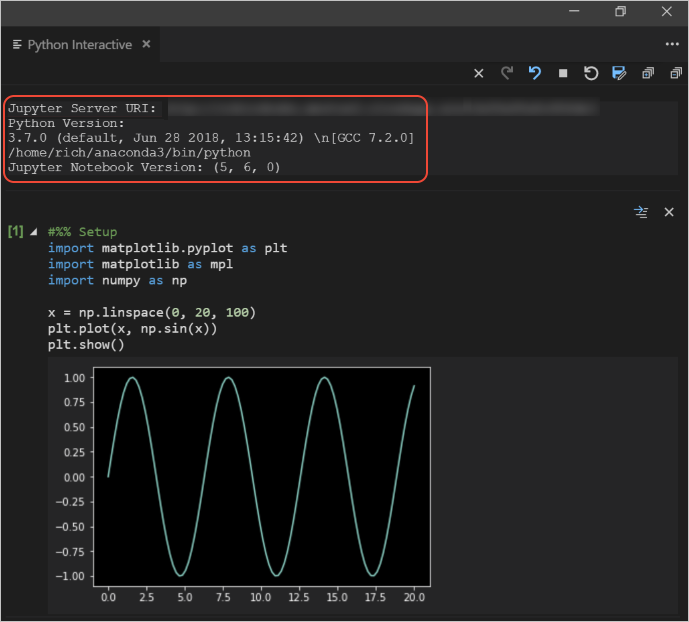 Python Interactive
Jupyter Server URI:
Python Version:
3.7.0 (default, Jun 28 2018, 13:15:42) \n[GCC 7.2.0]
/home/rich/anaconda3/bin/python
Jupyter Notebook Version: (5, 6, 0)
[1] #%% Setup
import matplotlib.pyplot as plt
import matplotlib as mpl
import numpy as np
x = np.linspace(0, 20, 100)
plt.plot(x, np.sin(x))
plt.show()
1.00
0.75
0.50
0.25
0.00
−0.25
−0.50
−0.75
−1.00
0.0 2.5 5.0 7.5 10.0 12.5 15.0 17.5 20.0